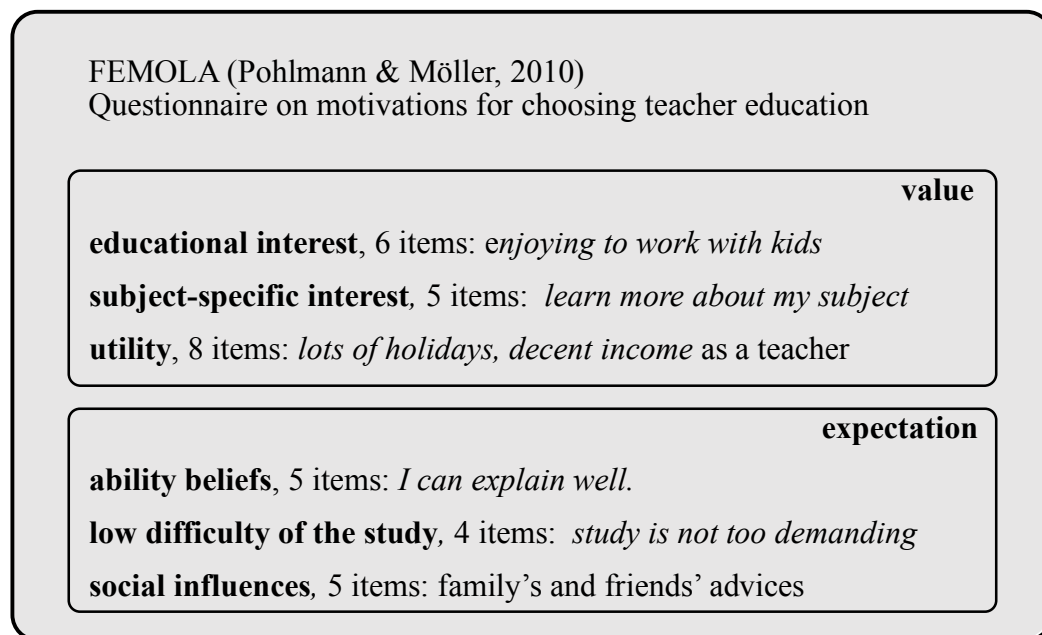 FEMOLA (Pohlmann & Möller, 2010)
Questionnaire on motivations for choosing teacher education
value
educational interest, 6 items: enjoying to work with kids
subject-specific interest, 5 items: learn more about my subject
utility, 8 items: lots of holidays, decent income as a teacher
expectation
ability beliefs, 5 items: I can explain well.
low difficulty of the study, 4 items: study is not too demanding
social influences, 5 items: family’s and friends’ advices